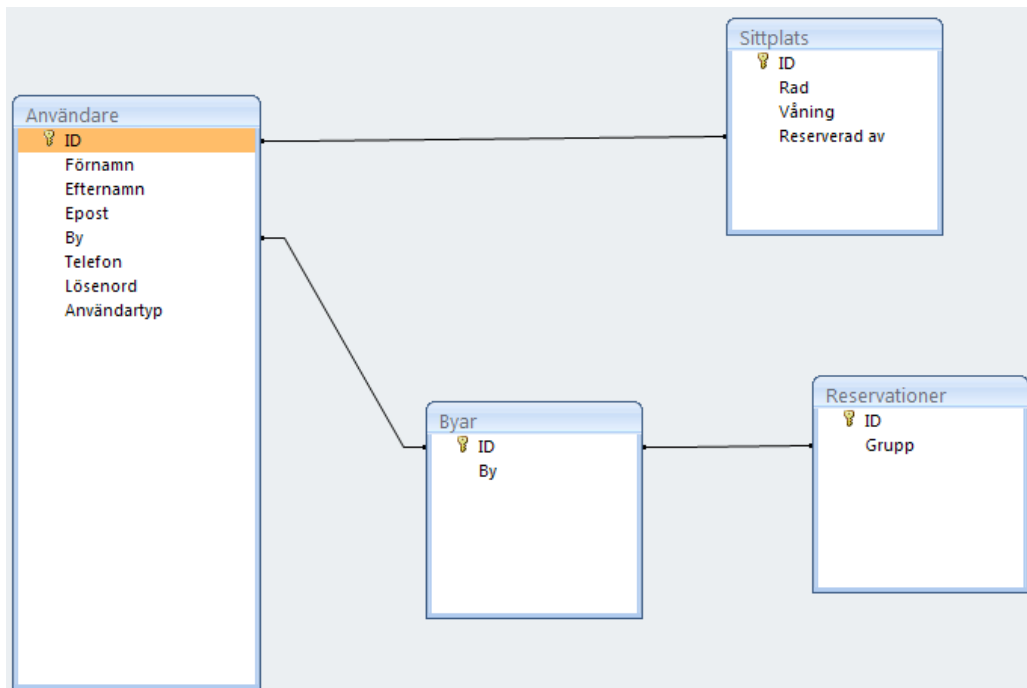 Sittplats
ID
Rad
Våning
Reserverad av
Användare
ID
Förnamn
Efternamn
Epost
By
Telefon
Lösenord
Användartyp
Byar
ID
By
Reservationer
ID
Grupp